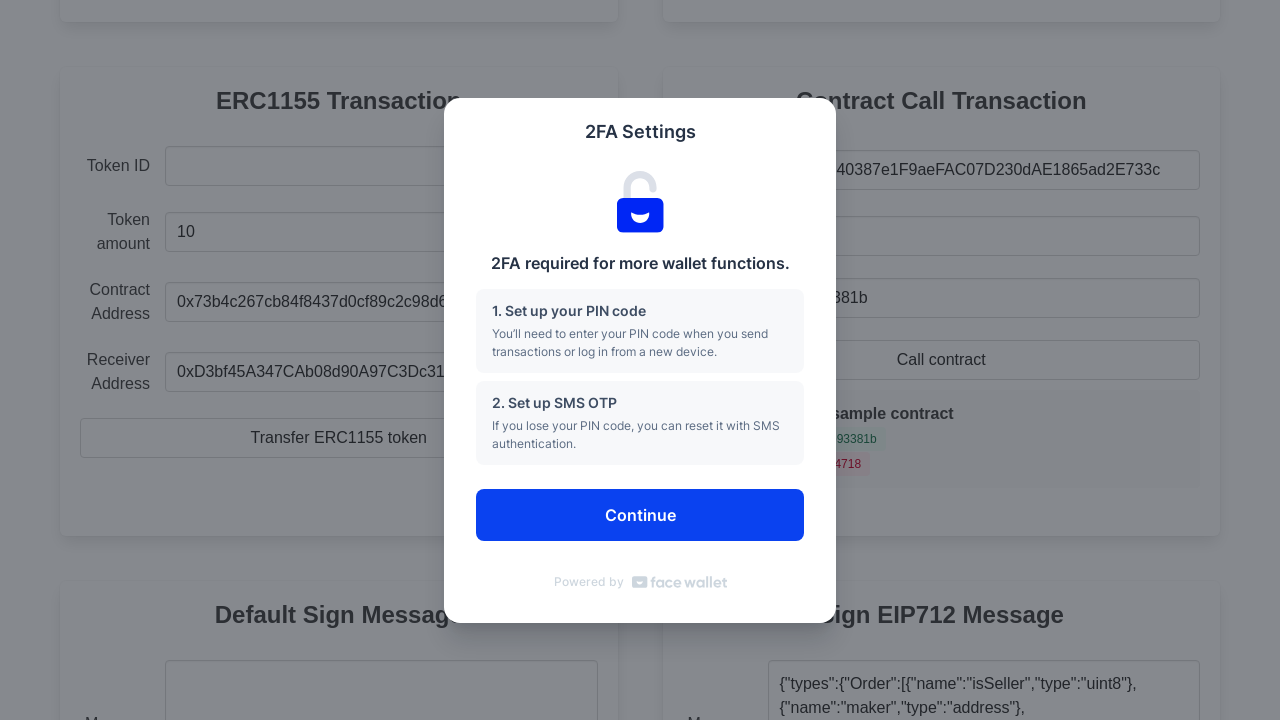 ERC1155 Transaction
Token ID
Token
amount
10
Contract
Address
0x73b4c267cb84f8437d0cf89c2c98d6
Receiver
Address
0xD3bf45A347CAb08d90A97C3Dc31
Transfer ERC1155 token
Contract Call Transaction
40387e1F9aeFAC07D230dAE1865ad2E733c
381b
Call contract
sample contract
93381b
4718
2FA Settings
2FA required for more wallet functions.
1. Set up your PIN code
You’ll need to enter your PIN code when you send
transactions or log in from a new device.
2. Set up SMS OTP
If you lose your PIN code, you can reset it with SMS
authentication.
Continue
Powered by face wallet
Default Sign Messag
Sign EIP712 Message
{"types":{"Order":[{"name":"isSeller","type":"uint8"},
{"name":"maker","type":"address"},